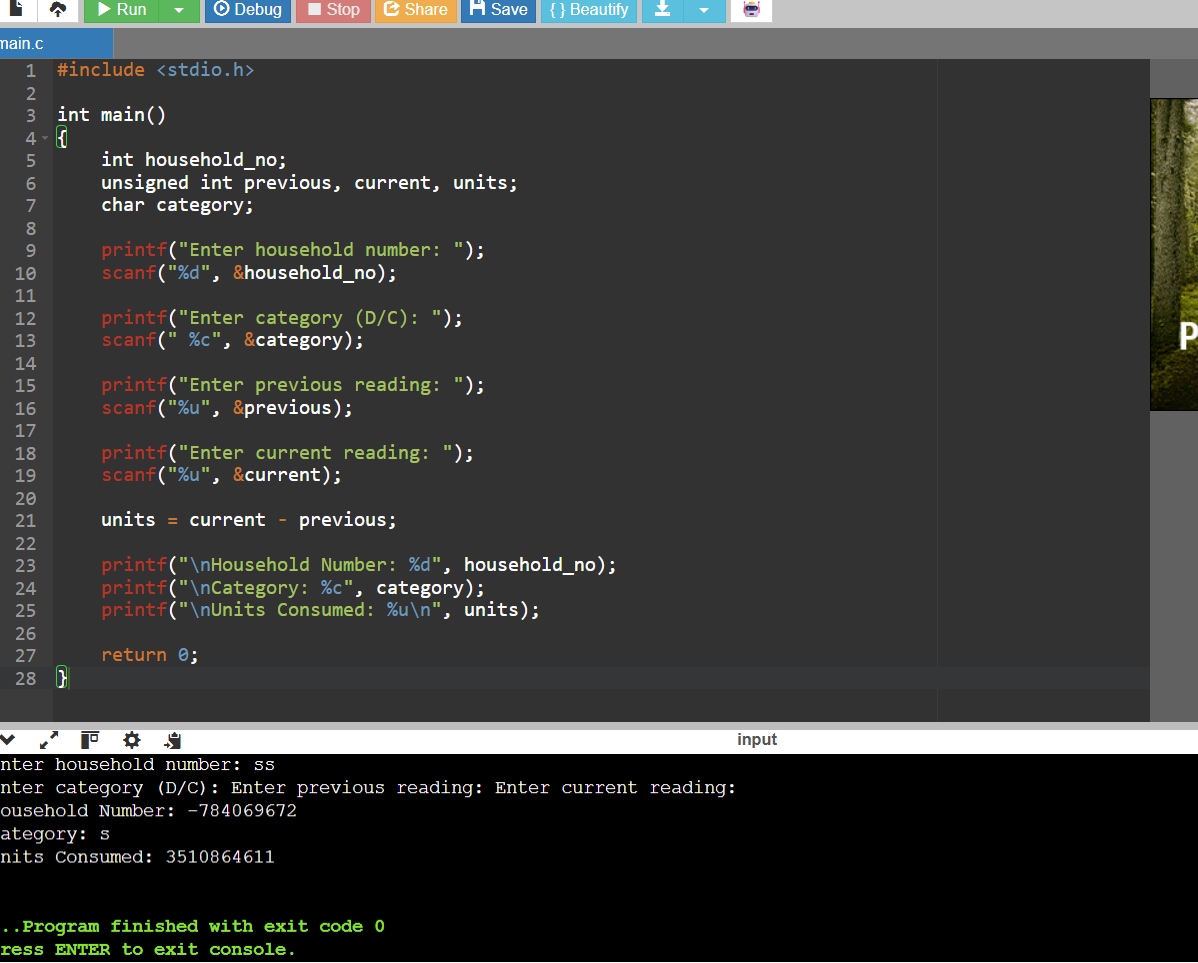 Run Debug Stop Share Save { } Beautify
main.c
1 #include <stdio.h>
2
3 int main()
4 {
5     int household_no;
6     unsigned int previous, current, units;
7     char category;
8
9     printf("Enter household number: ");
10     scanf("%d", &household_no);
11
12     printf("Enter category (D/C): ");
13     scanf(" %c", &category);
14
15     printf("Enter previous reading: ");
16     scanf("%u", &previous);
17
18     printf("Enter current reading: ");
19     scanf("%u", &current);
20
21     units = current - previous;
22
23     printf("\nHousehold Number: %d", household_no);
24     printf("\nCategory: %c", category);
25     printf("\nUnits Consumed: %u\n", units);
26
27     return 0;
28 }
P
input
nter household number: ss
nter category (D/C): Enter previous reading: Enter current reading:
ousehold Number: -784069672
ategory: s
nits Consumed: 3510864611
..Program finished with exit code 0
ress ENTER to exit console.